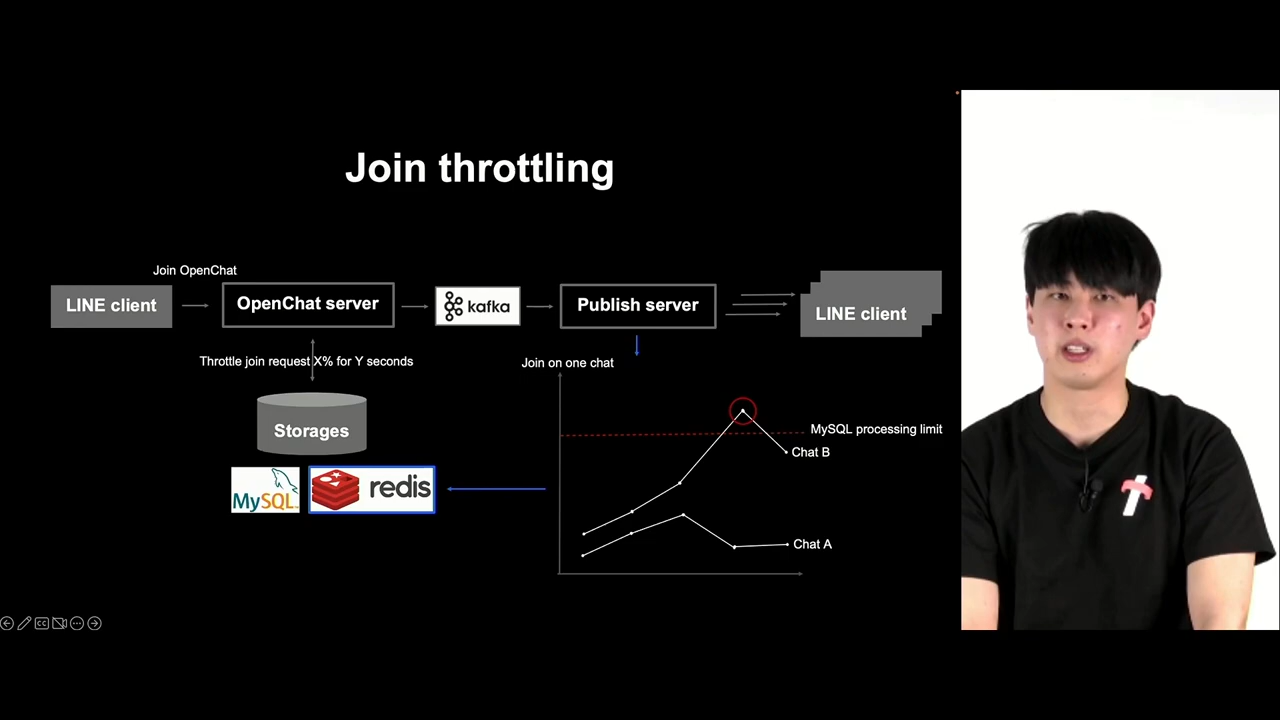 Join throttling
Join OpenChat
LINE client
OpenChat server
kafka
Publish server
LINE client
Throttle join request X% for Y seconds
Join on one chat
Storages
MySQL processing limit
Chat B
MySQL
redis
Chat A
CC